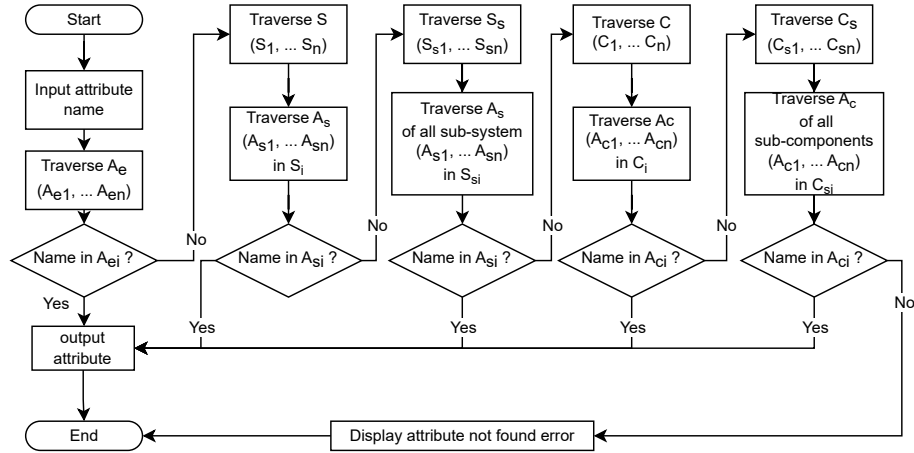 Start
Input attribute
name
Traverse Ae
(Ae1, ... Aen)
Name in Aei ?
Yes
No
output
attribute
End
Traverse S
(S1, ... Sn)
Traverse As
(As1, ... Asn)
in Si
Name in Asi ?
Yes
No
Traverse Ss
(Ss1, ... Ssn)
Traverse As
of all sub-system
(As1, ... Asn)
in Ssi
Name in Asi ?
Yes
No
Traverse C
(C1, ... Cn)
Traverse Ac
(Ac1, ... Acn)
in Ci
Name in Aci ?
Yes
No
Traverse Cs
(Cs1, ... Csn)
Traverse Ac
of all
sub-components
(Ac1, ... Acn)
in Csi
Name in Aci ?
Yes
No
Display attribute not found error